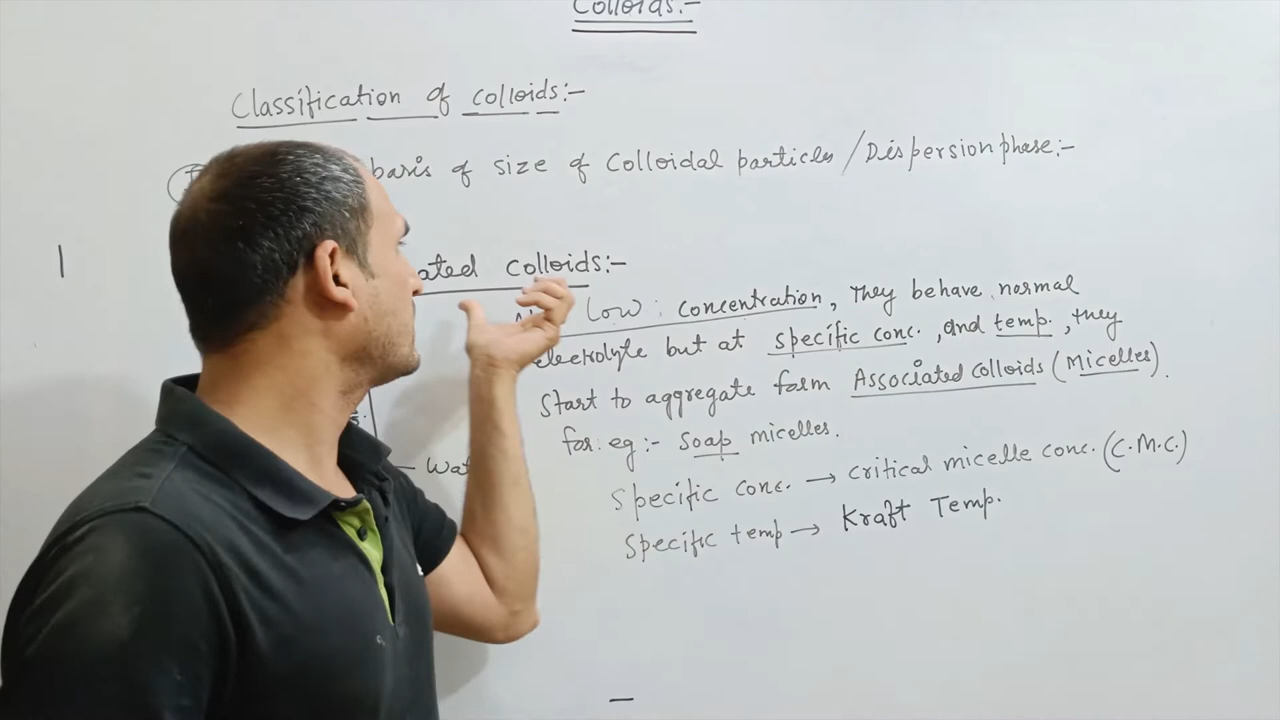 Colloids:-
Classification of colloids:-
basis of size of Colloidal particles / Dispersion phase:-
ated colloids:-
low concentration, They behave normal
electrolyte but at specific conc. , and temp. , they
Start to aggregate form Associated colloids (Micelles).
for eg:- Soap micelles.
Wat
Specific conc. → critical micelle conc. (C.M.C.)
Specific temp → Kraft Temp.